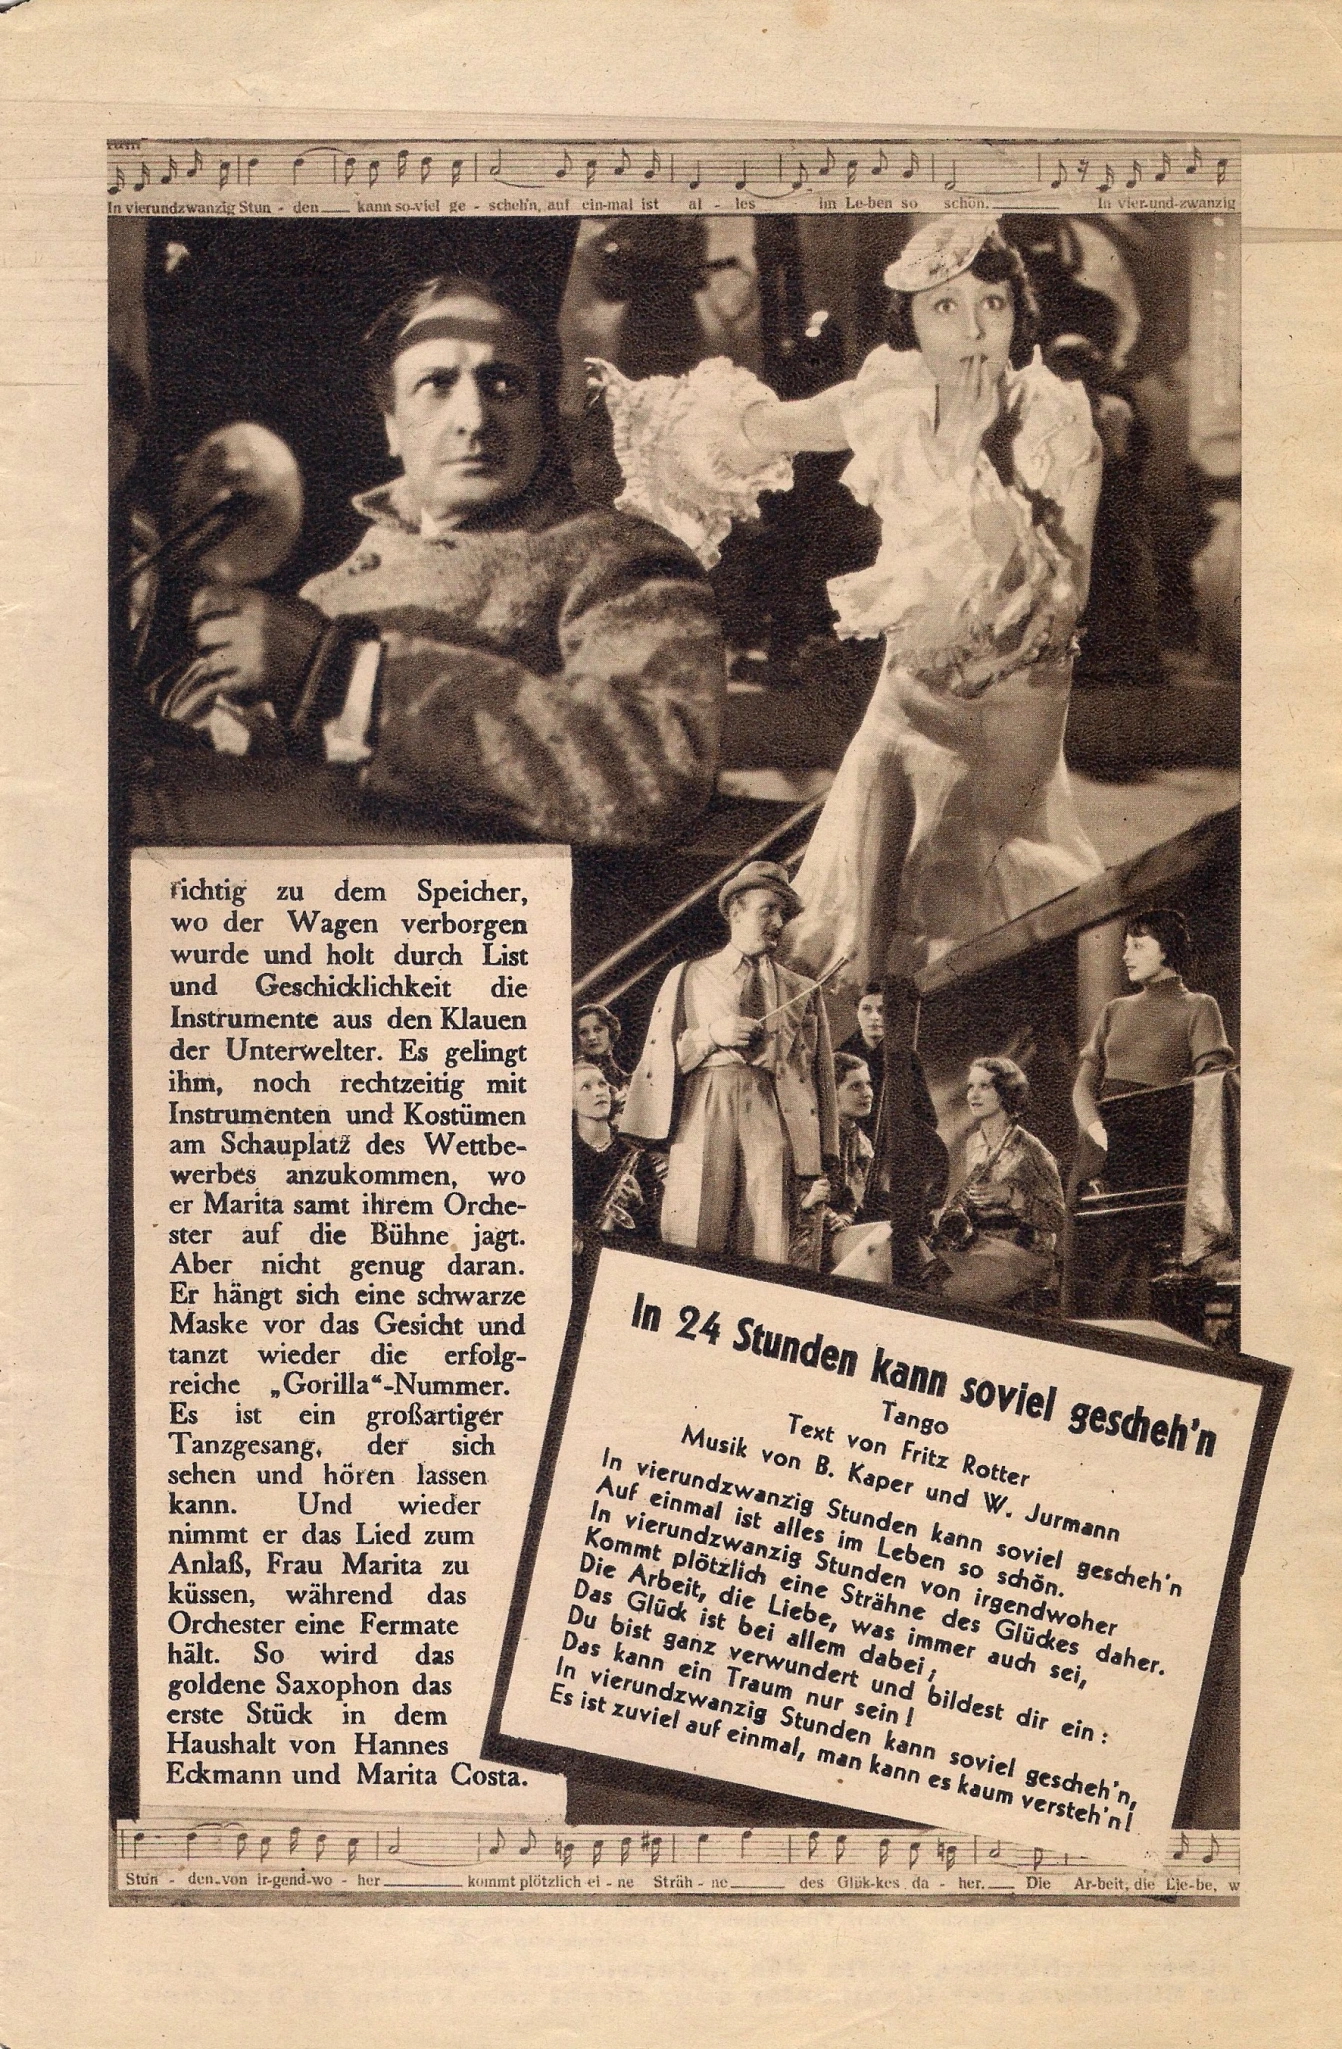 In vierundzwanzig Stun - den kann so-viel ge - scheh'n, auf ein-mal ist al - les im Le-ben so schön. In vier-und-zwanzig
richtig zu dem Speicher,
wo der Wagen verborgen
wurde und holt durch List
und Geschicklichkeit die
Instrumente aus den Klauen
der Unterwelter. Es gelingt
ihm, noch rechtzeitig mit
Instrumenten und Kostümen
am Schauplatz des Wettbe-
werbes anzukommen, wo
er Marita samt ihrem Orche-
ster auf die Bühne jagt.
Aber nicht genug daran.
Er hängt sich eine schwarze
Maske vor das Gesicht und
tanzt wieder die erfolg-
reiche „Gorilla“-Nummer.
Es ist ein großartiger
Tanzgesang, der sich
sehen und hören lassen
kann. Und wieder
nimmt er das Lied zum
Anlaß, Frau Marita zu
küssen, während das
Orchester eine Fermate
hält. So wird das
goldene Saxophon das
erste Stück in dem
Haushalt von Hannes
Eckmann und Marita Costa.
In 24 Stunden kann soviel gescheh'n
Tango
Text von Fritz Rotter
Musik von B. Kaper und W. Jurmann
In vierundzwanzig Stunden kann soviel gescheh'n
Auf einmal ist alles im Leben so schön.
In vierundzwanzig Stunden von irgendwoher
Kommt plötzlich eine Strähne des Glückes daher.
Die Arbeit, die Liebe, was immer auch sei,
Das Glück ist bei allem dabei;
Du bist ganz verwundert und bildest dir ein:
Das kann ein Traum nur sein!
In vierundzwanzig Stunden kann soviel gescheh'n,
Es ist zuviel auf einmal, man kann es kaum versteh'n!
Stun - den von ir-gend-wo - her kommt plötzlich ei - ne Sträh - ne des Glük-kes da - her. Die Ar-beit, die Lie-be, w